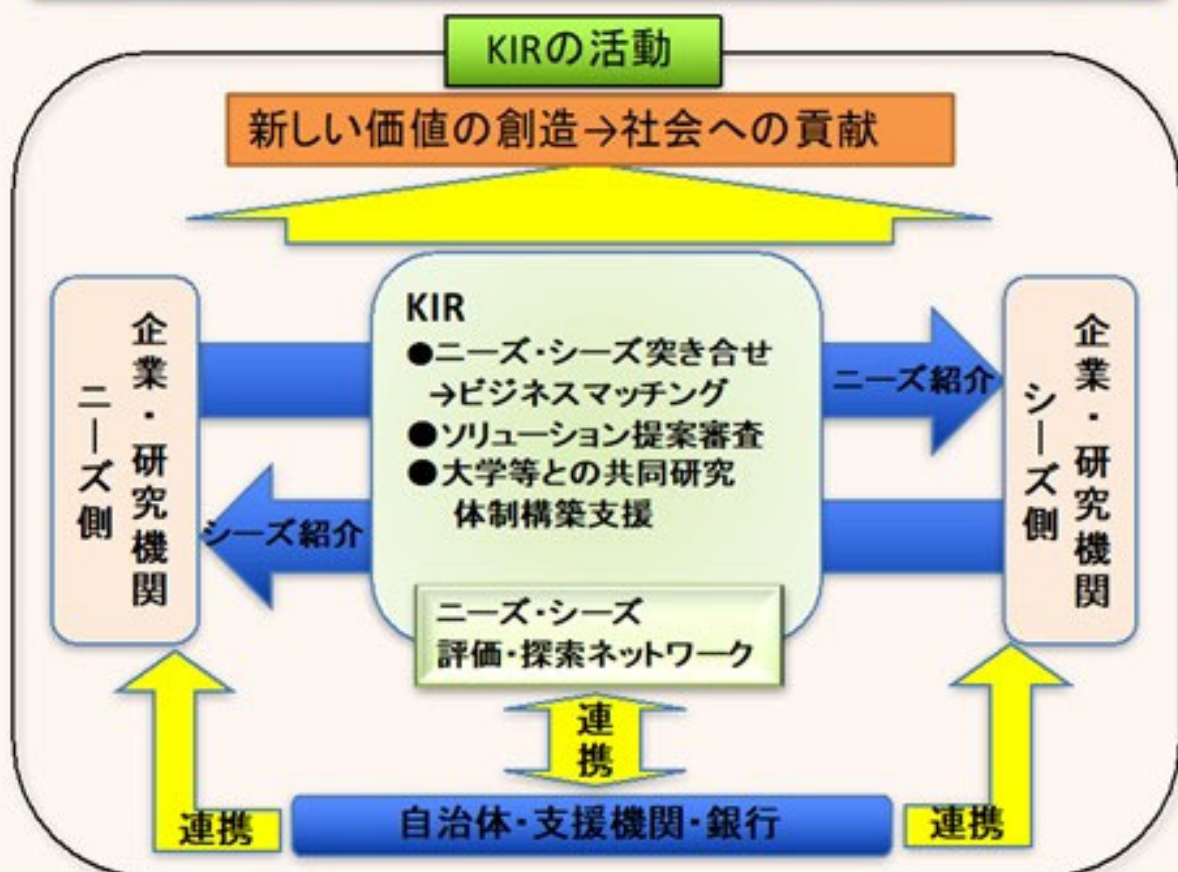 KIRの活動
新しい価値の創造→社会への貢献
企業・研究機関
ニーズ側
KIR
●ニーズ・シーズ突き合せ
→ビジネスマッチング
●ソリューション提案審査
●大学等との共同研究
体制構築支援
ニーズ紹介
シーズ紹介
企業・研究機関
シーズ側
ニーズ・シーズ
評価・探索ネットワーク
連携
連携
自治体・支援機関・銀行
連携